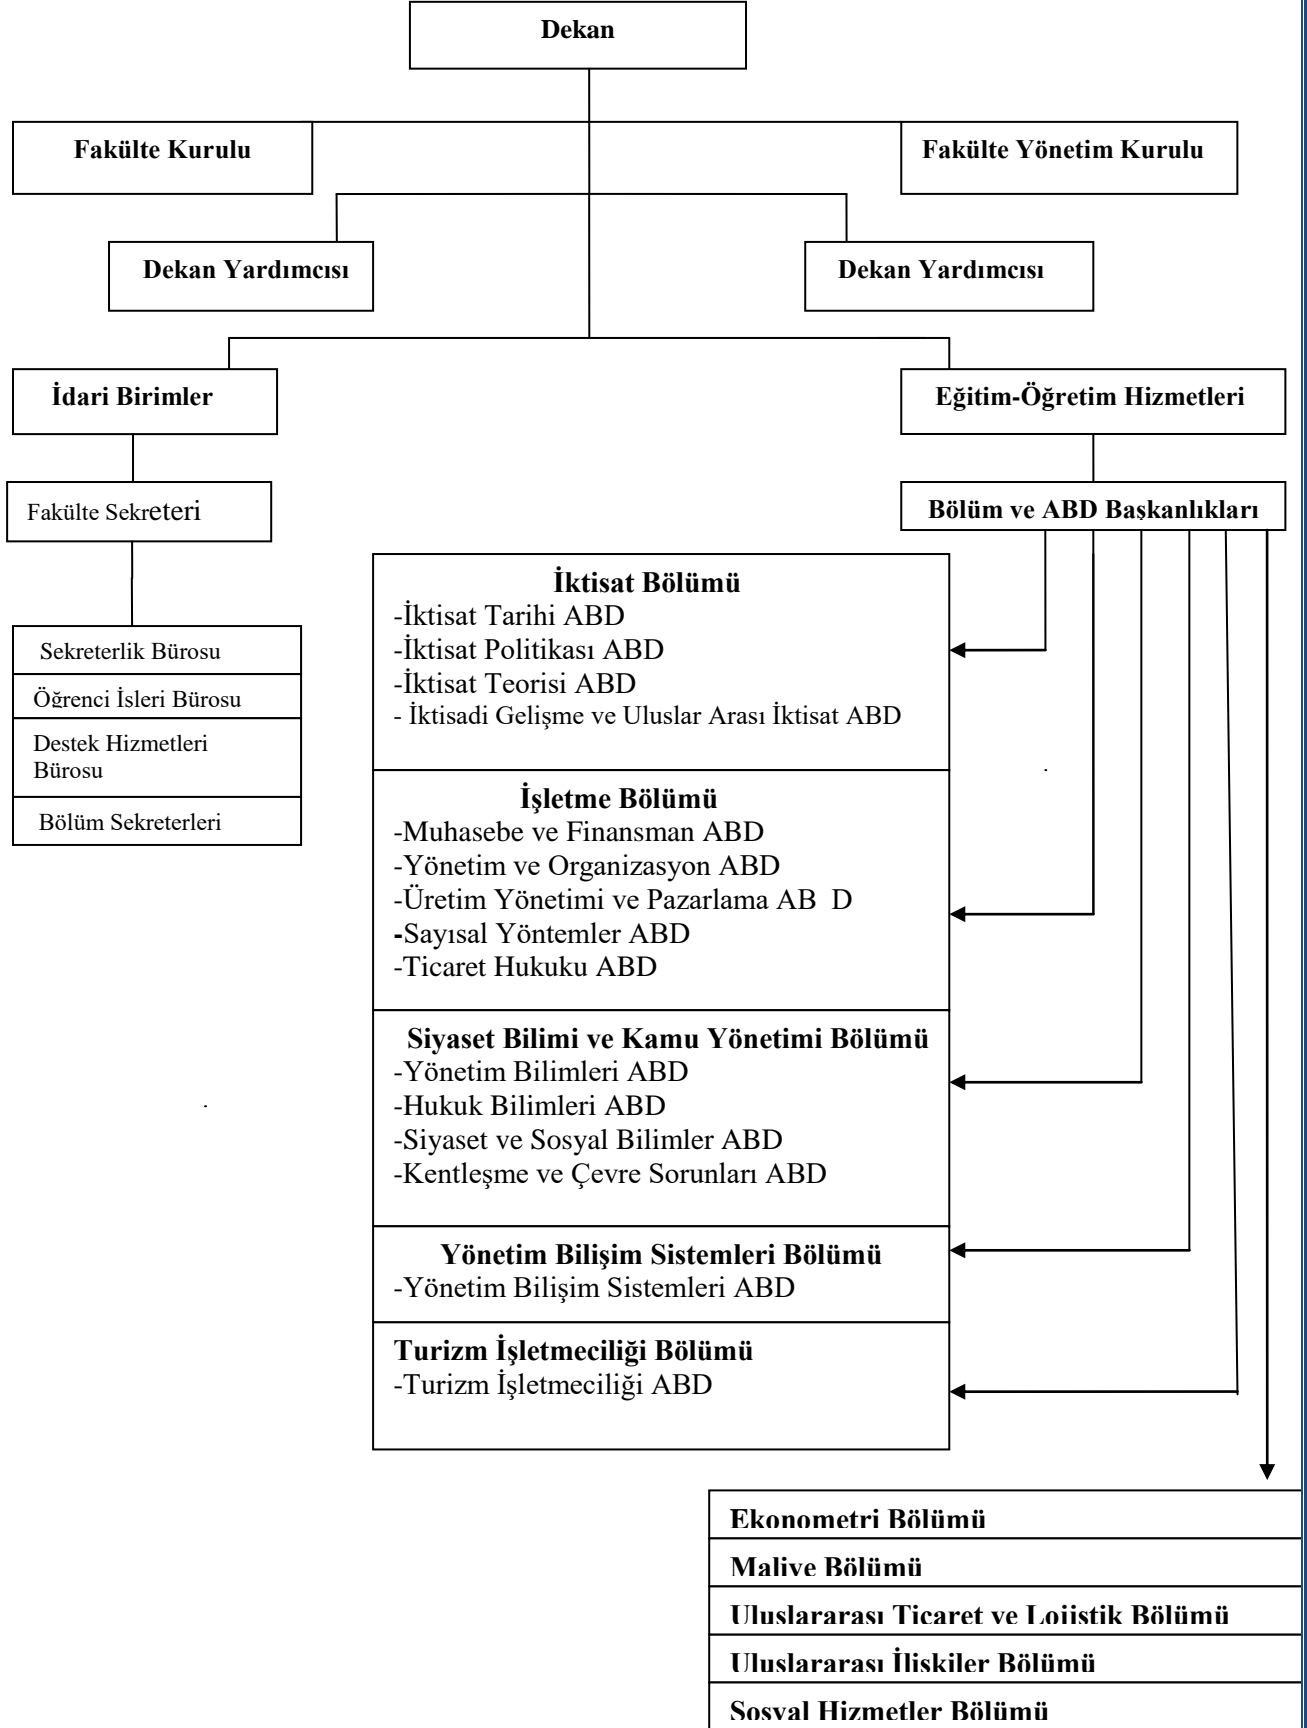 Dekan
Fakülte Kurulu
Fakülte Yönetim Kurulu
Dekan Yardımcısı
Dekan Yardımcısı
İdari Birimler
Eğitim-Öğretim Hizmetleri
Fakülte Sekreteri
Bölüm ve ABD Başkanlıkları
Sekreterlik Bürosu
Öğrenci İşleri Bürosu
Destek Hizmetleri
Bürosu
Bölüm Sekreterleri
İktisat Bölümü
-İktisat Tarihi ABD
-İktisat Politikası ABD
-İktisat Teorisi ABD
- İktisadi Gelişme ve Uluslar Arası İktisat ABD
İşletme Bölümü
-Muhasebe ve Finansman ABD
-Yönetim ve Organizasyon ABD
-Üretim Yönetimi ve Pazarlama AB D
-Sayısal Yöntemler ABD
-Ticaret Hukuku ABD
Siyaset Bilimi ve Kamu Yönetimi Bölümü
-Yönetim Bilimleri ABD
-Hukuk Bilimleri ABD
-Siyaset ve Sosyal Bilimler ABD
-Kentleşme ve Çevre Sorunları ABD
Yönetim Bilişim Sistemleri Bölümü
-Yönetim Bilişim Sistemleri ABD
Turizm İşletmeciliği Bölümü
-Turizm İşletmeciliği ABD
Ekonometri Bölümü
Maliye Bölümü
Uluslararası Ticaret ve Lojistik Bölümü
Uluslararası İlişkiler Bölümü
Sosyal Hizmetler Bölümü